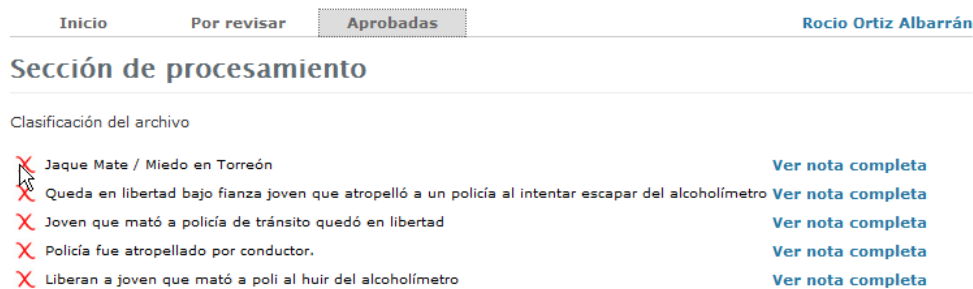 Inicio Por revisar Aprobadas Rocio Ortiz Albarrán
Sección de procesamiento
Clasificación del archivo
Jaque Mate / Miedo en Torreón Ver nota completa
Queda en libertad bajo fianza joven que atropelló a un policía al intentar escapar del alcoholímetro Ver nota completa
Joven que mató a policía de tránsito quedó en libertad Ver nota completa
Policía fue atropellado por conductor. Ver nota completa
Liberan a joven que mató a poli al huir del alcoholímetro Ver nota completa